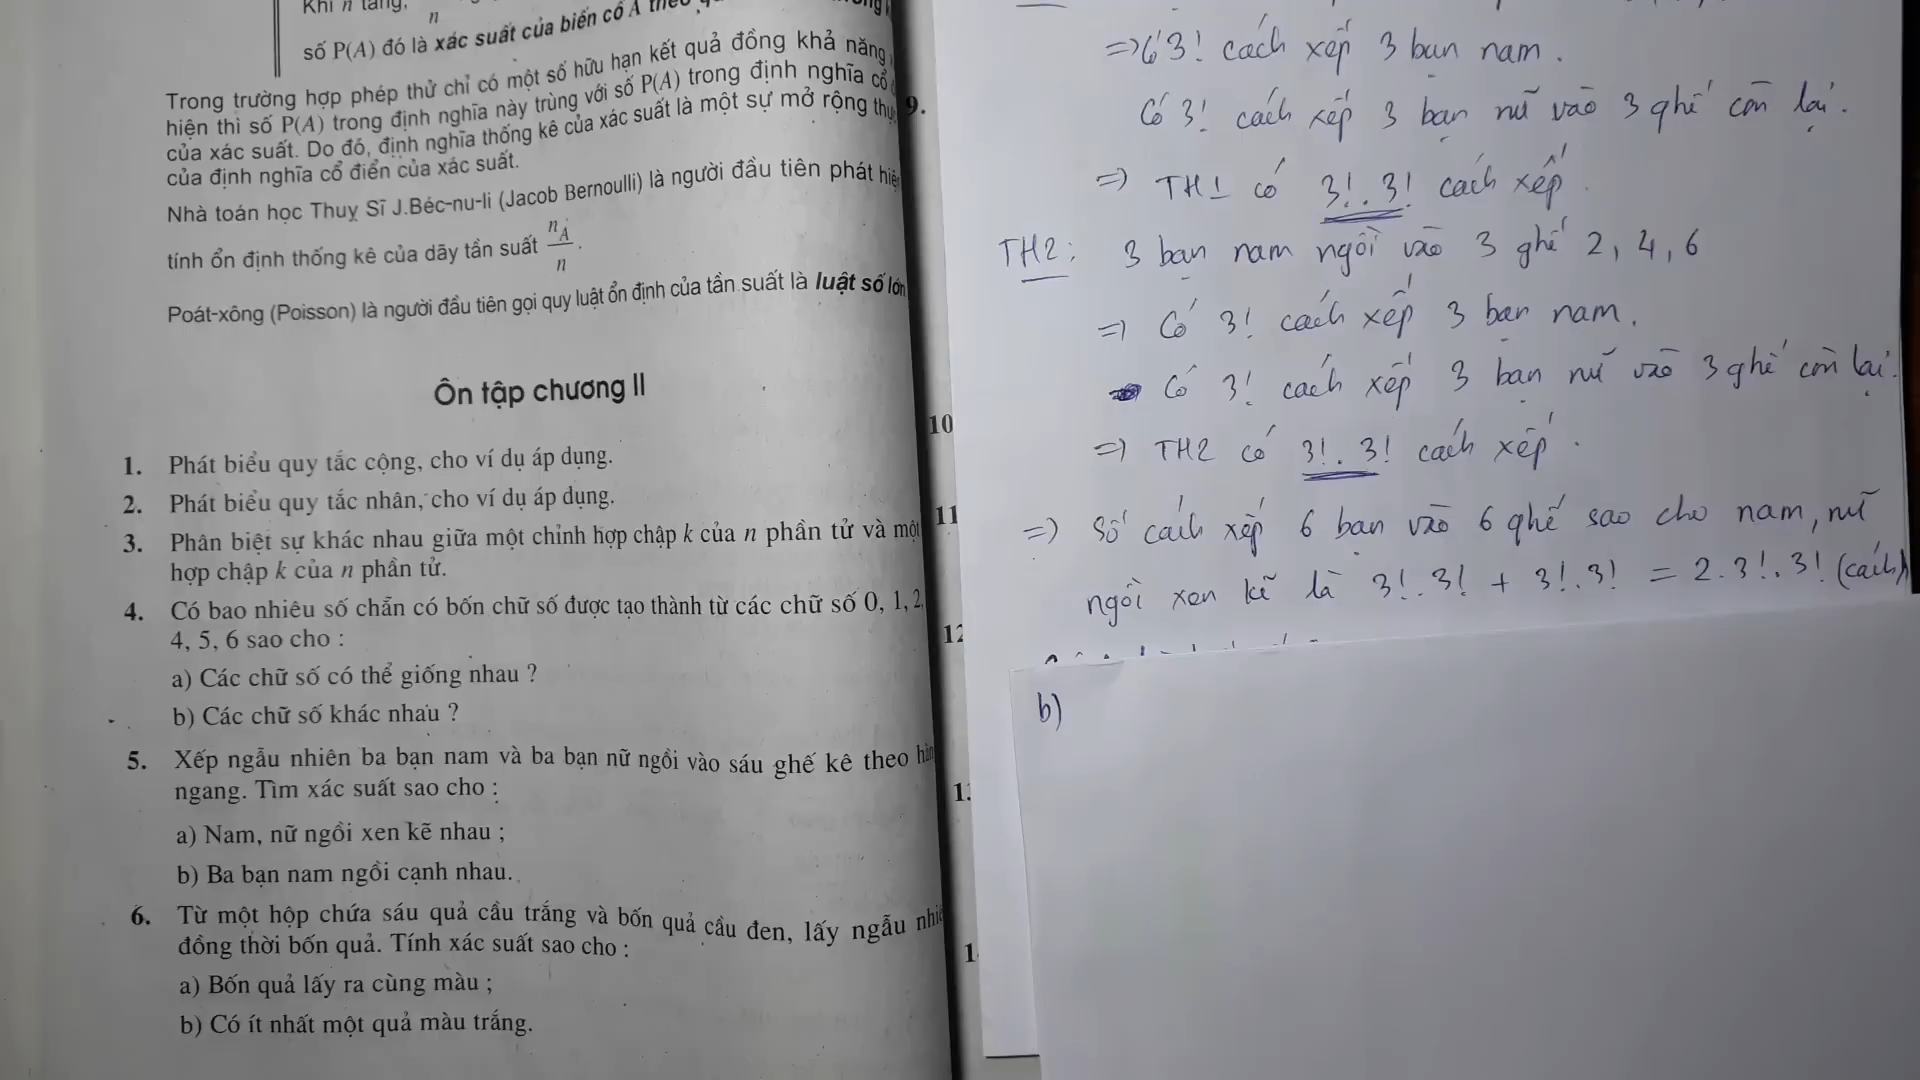 Khi n tăng,
n
số P(A) đó là xác suất của biến cố A theo
Trong trường hợp phép thử chỉ có một số hữu hạn kết quả đồng khả năng
hiện thì số P(A) trong định nghĩa này trùng với số P(A) trong định nghĩa cổ
của xác suất. Do đó, định nghĩa thống kê của xác suất là một sự mở rộng
của định nghĩa cổ điển của xác suất.
Nhà toán học Thuỵ Sĩ J.Béc-nu-li (Jacob Bernoulli) là người đầu tiên phát
tính ổn định thống kê của dãy tần suất n_A/n.
Poát-xông (Poisson) là người đầu tiên gọi quy luật ổn định của tần suất là luật số lớn
Ôn tập chương II
1. Phát biểu quy tắc cộng, cho ví dụ áp dụng.
2. Phát biểu quy tắc nhân, cho ví dụ áp dụng.
3. Phân biệt sự khác nhau giữa một chỉnh hợp chập k của n phần tử và một
hợp chập k của n phần tử.
4. Có bao nhiêu số chẵn có bốn chữ số được tạo thành từ các chữ số 0, 1, 2,
4, 5, 6 sao cho :
a) Các chữ số có thể giống nhau ?
b) Các chữ số khác nhau ?
5. Xếp ngẫu nhiên ba bạn nam và ba bạn nữ ngồi vào sáu ghế kê theo
ngang. Tìm xác suất sao cho :
a) Nam, nữ ngồi xen kẽ nhau ;
b) Ba bạn nam ngồi cạnh nhau.
6. Từ một hộp chứa sáu quả cầu trắng và bốn quả cầu đen, lấy ngẫu
đồng thời bốn quả. Tính xác suất sao cho :
a) Bốn quả lấy ra cùng màu ;
b) Có ít nhất một quả màu trắng.
9.
10
11
12
1
=> Có 3! cách xếp 3 bạn nam.
Có 3! cách xếp 3 bạn nữ vào 3 ghế còn lại.
=> TH1 có 3!.3! cách xếp.
TH2: 3 bạn nam ngồi vào 3 ghế 2, 4, 6
=> Có 3! cách xếp 3 bạn nam.
Có 3! cách xếp 3 bạn nữ vào 3 ghế còn lại.
=> TH2 có 3!.3! cách xếp.
=> Số cách xếp 6 bạn vào 6 ghế sao cho nam, nữ
ngồi xen kẽ là 3!.3! + 3!.3! = 2.3!.3! (cách)
b)